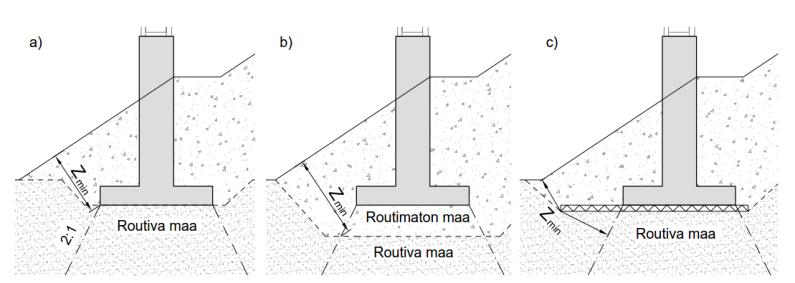 a)
Zmin
2:1
Routiva maa
b)
Zmin
Routimaton maa
Routiva maa
c)
Zmin
Routiva maa